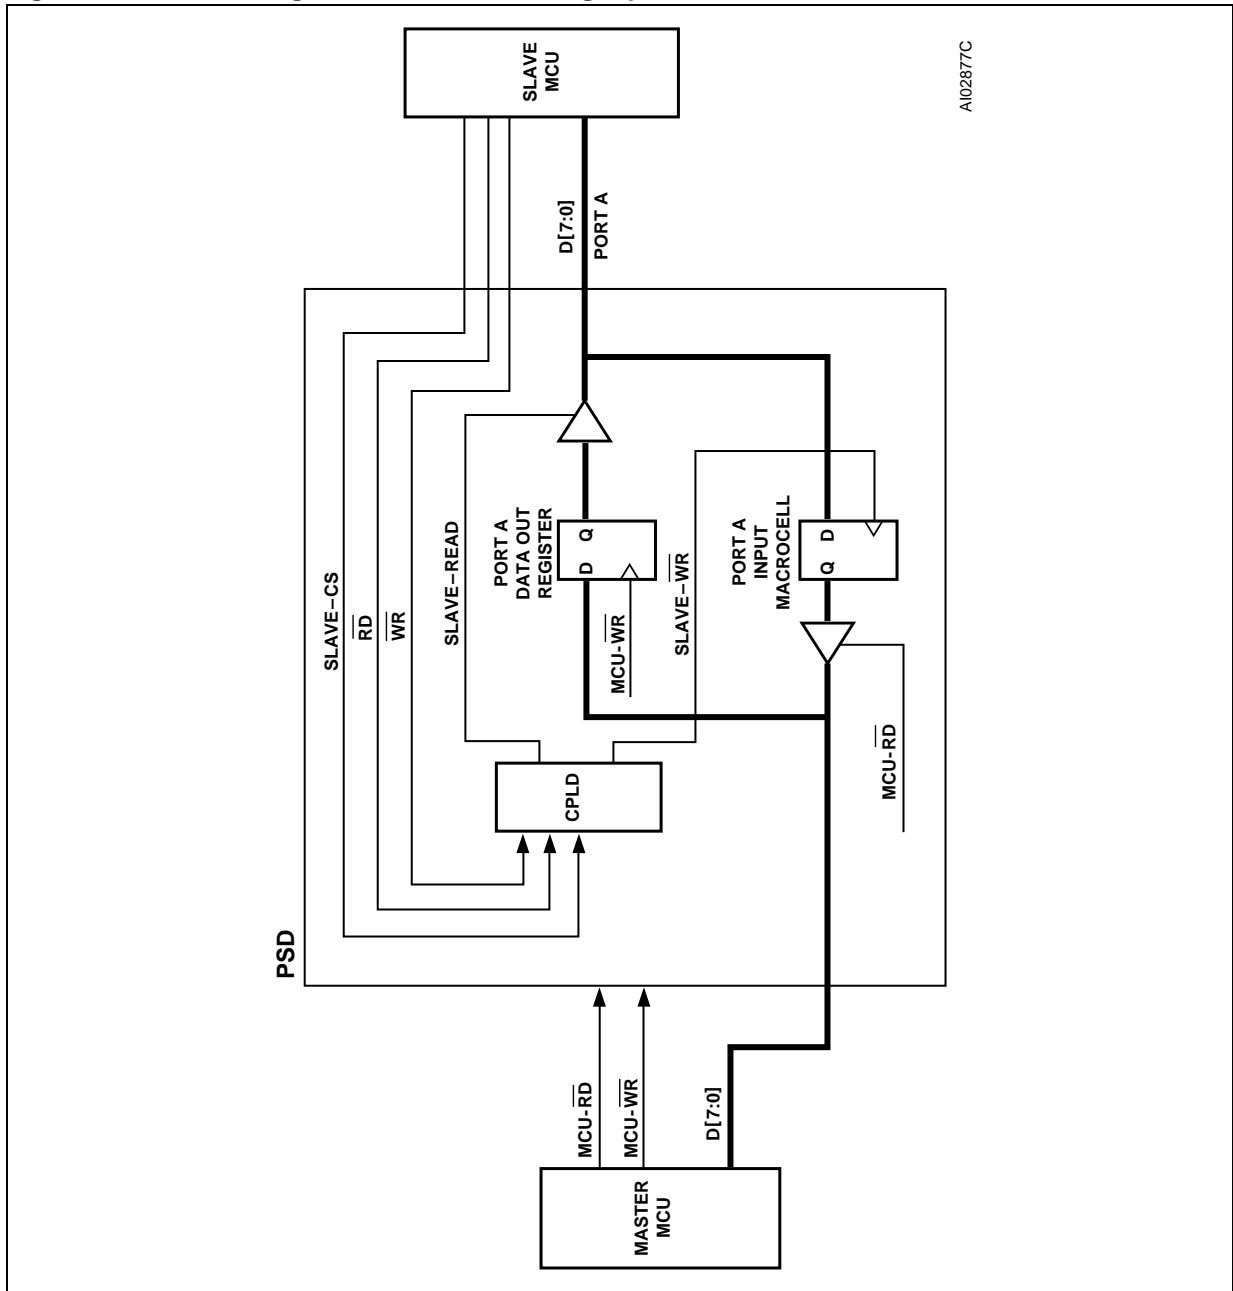 AI02877C
SLAVE
MCU
D[7:0]
PORT A
PSD
SLAVE–CS
RD
WR
SLAVE–READ
PORT A
DATA OUT
REGISTER
D Q
MCU-WR
SLAVE–WR
PORT A
INPUT
MACROCELL
Q D
CPLD
MCU-RD
MCU-RD
MCU-WR
D[7:0]
MASTER
MCU